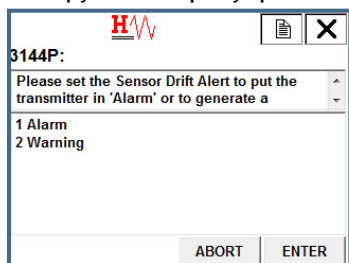 H
3144P:
Please set the Sensor Drift Alert to put the
transmitter in 'Alarm' or to generate a
1 Alarm
2 Warning
ABORT ENTER